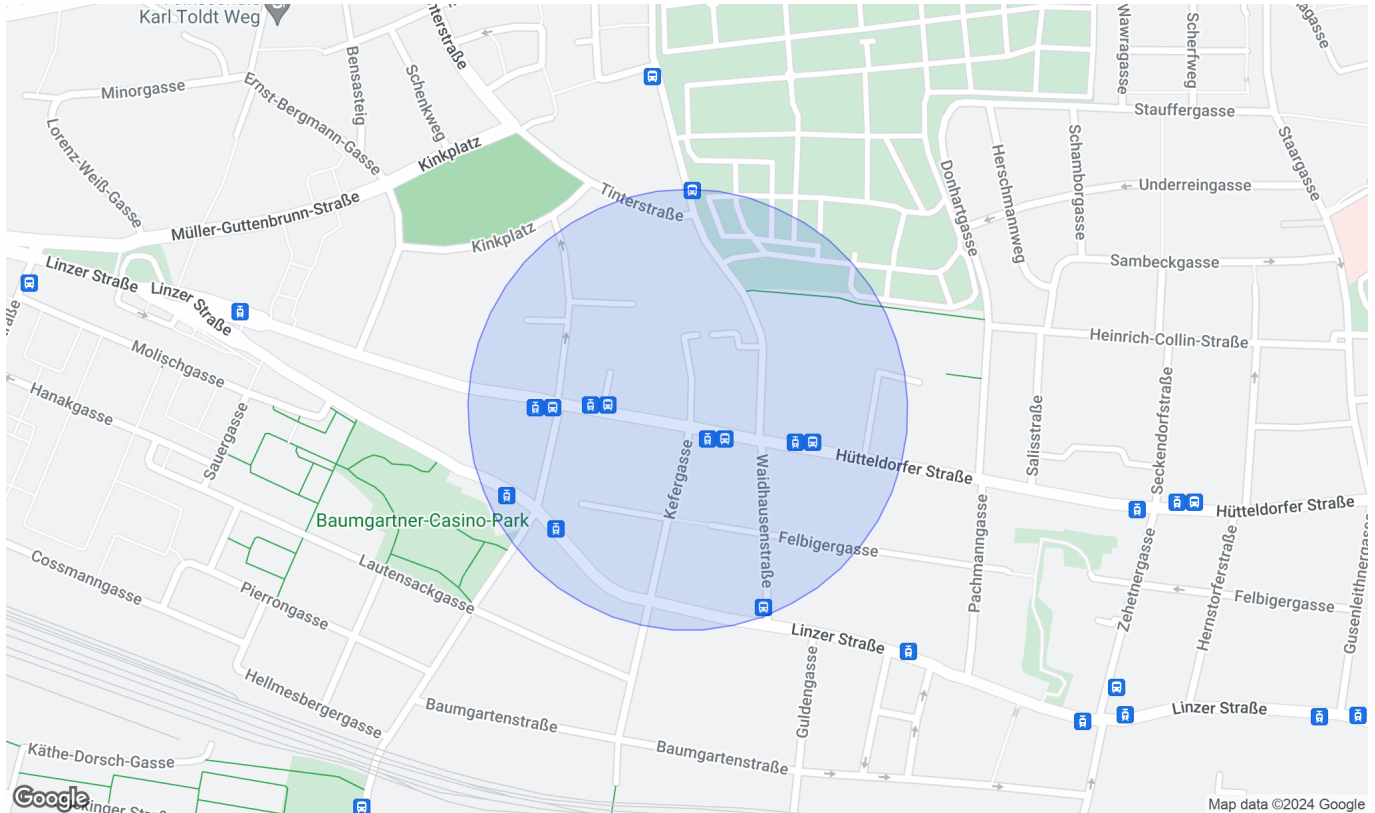 Karl Toldt Weg
Bensasteig
Schenkweg
Wawragasse
Scherfweg
Minorgasse
Ernst-Bergmann-Gasse
Stauffergasse
Lorenz-Weiß-Gasse
Kinkplatz
Herschmannweg
Schamborgasse
Staargasse
Donhartgasse
Underreingasse
Tinterstraße
Müller-Guttenbrunn-Straße
Kinkplatz
Sambeckgasse
Linzer Straße
Linzer Straße
Heinrich-Collin-Straße
Molischgasse
Hanakgasse
Sauergasse
Salisstraße
Seckendorfstraße
Kefergasse
Waidhausenstraße
Hütteldorfer Straße
Hütteldorfer Straße
Baumgartner-Casino-Park
Felbigergasse
Pachmanngasse
Cossmanngasse
Lautensackgasse
Zehetnergasse
Hernstorferstraße
Gusenleithnergasse
Pierrongasse
Felbigergasse
Linzer Straße
Guldengasse
Hellmesbergergasse
Baumgartenstraße
Linzer Straße
Käthe-Dorsch-Gasse
Baumgartenstraße
Google
Map data ©2024 Google